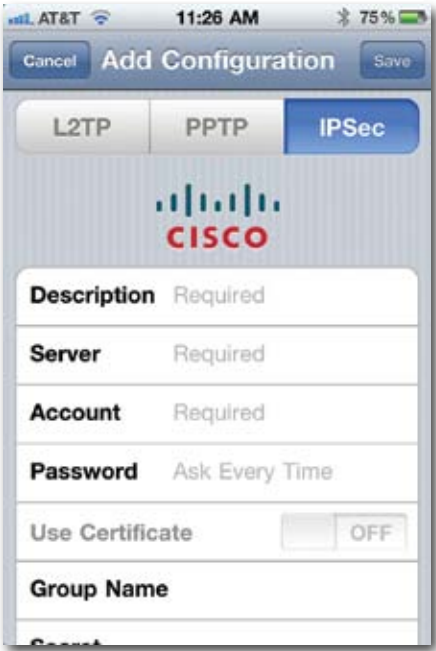 AT&T 11:26 AM 75%
Cancel Add Configuration Save
L2TP PPTP IPSec
CISCO
Description Required
Server Required
Account Required
Password Ask Every Time
Use Certificate OFF
Group Name
Secret